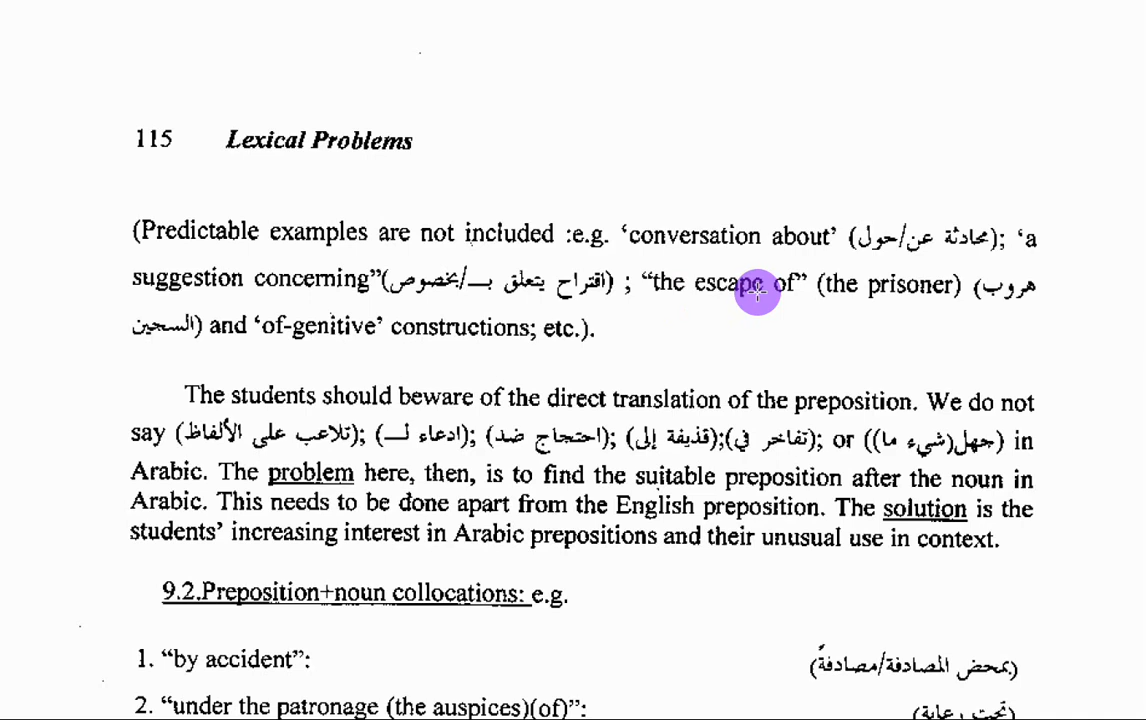 115 Lexical Problems
(Predictable examples are not included :e.g. ‘conversation about’ (محادثة عن/حول); ‘a
suggestion concerning”(اقتراح يتعلق بـ/بخصوص) ; “the escape of” (the prisoner) (هروب
السجين) and ‘of-genitive’ constructions; etc.).
The students should beware of the direct translation of the preposition. We do not
say (تلاعب على الألفاظ); (ادعاء لـ); (احتجاج ضد); (قذيفة إلى);(تفاخر في); or ((جهل(شيء ما) in
Arabic. The problem here, then, is to find the suitable preposition after the noun in
Arabic. This needs to be done apart from the English preposition. The solution is the
students’ increasing interest in Arabic prepositions and their unusual use in context.
9.2.Preposition+noun collocations: e.g.
1. “by accident”: (بمحض المصادفة/مصادفةً)
2. “under the patronage (the auspices)(of)”: (تحت رعاية)